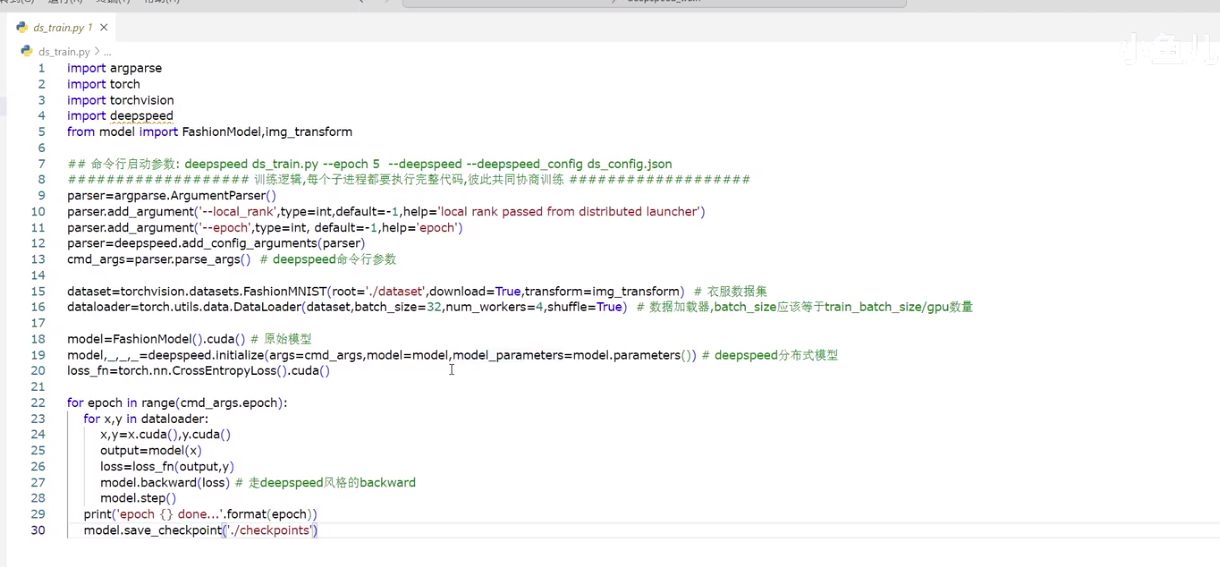 ds_train.py 1 ×
ds_train.py > ...
1 import argparse
2 import torch
3 import torchvision
4 import deepspeed
5 from model import FashionModel,img_transform
6
7 ## 命令行启动参数: deepspeed ds_train.py --epoch 5  --deepspeed --deepspeed_config ds_config.json
8 ################### 训练逻辑,每个子进程都要执行完整代码,彼此共同协商训练 ###################
9 parser=argparse.ArgumentParser()
10 parser.add_argument('--local_rank',type=int,default=-1,help='local rank passed from distributed launcher')
11 parser.add_argument('--epoch',type=int, default=-1,help='epoch')
12 parser=deepspeed.add_config_arguments(parser)
13 cmd_args=parser.parse_args()  # deepspeed命令行参数
14
15 dataset=torchvision.datasets.FashionMNIST(root='./dataset',download=True,transform=img_transform)  # 衣服数据集
16 dataloader=torch.utils.data.DataLoader(dataset,batch_size=32,num_workers=4,shuffle=True)  # 数据加载器,batch_size应该等于train_batch_size/gpu数量
17
18 model=FashionModel().cuda() # 原始模型
19 model,_,_,_=deepspeed.initialize(args=cmd_args,model=model,model_parameters=model.parameters()) # deepspeed分布式模型
20 loss_fn=torch.nn.CrossEntropyLoss().cuda()
21
22 for epoch in range(cmd_args.epoch):
23     for x,y in dataloader:
24         x,y=x.cuda(),y.cuda()
25         output=model(x)
26         loss=loss_fn(output,y)
27         model.backward(loss) # 走deepspeed风格的backward
28         model.step()
29     print('epoch {} done...'.format(epoch))
30     model.save_checkpoint('./checkpoints')
小鱼儿